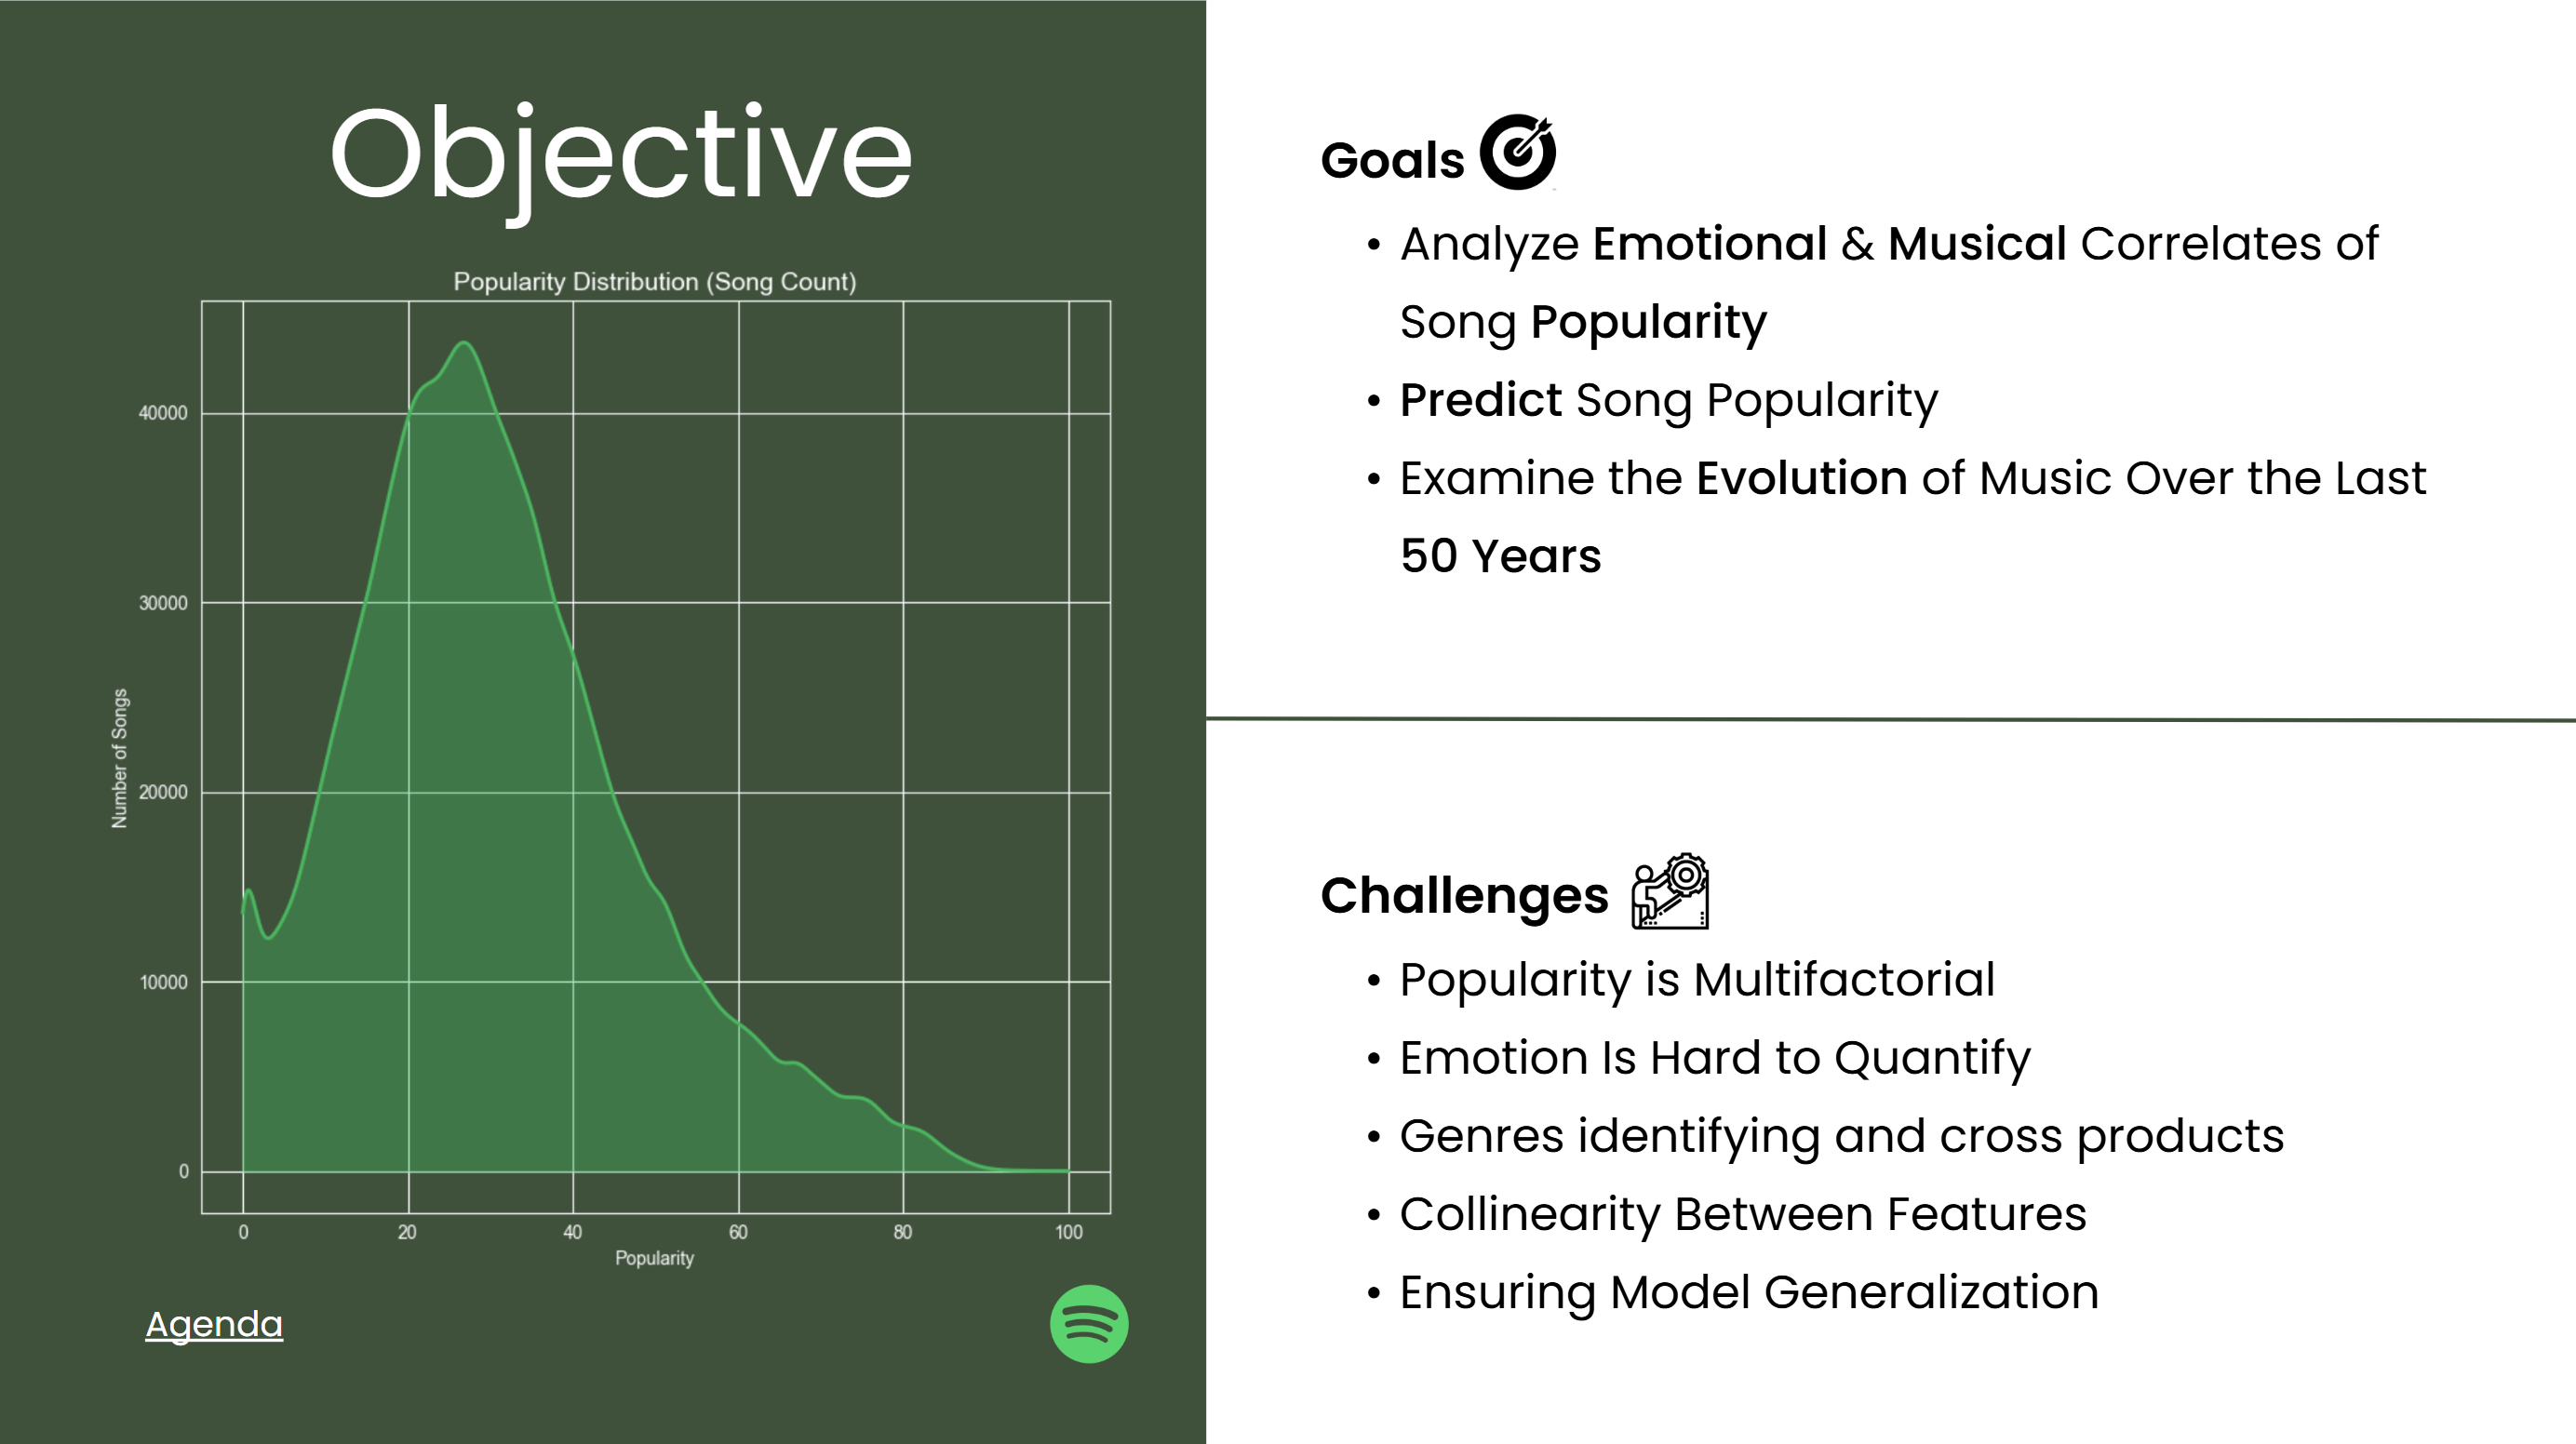 Objective
Popularity Distribution (Song Count)
40000
30000
20000
10000
0
Number of Songs
0 20 40 60 80 100
Popularity
Agenda
Goals
• Analyze Emotional & Musical Correlates of
Song Popularity
• Predict Song Popularity
• Examine the Evolution of Music Over the Last
50 Years
Challenges
• Popularity is Multifactorial
• Emotion Is Hard to Quantify
• Genres identifying and cross products
• Collinearity Between Features
• Ensuring Model Generalization